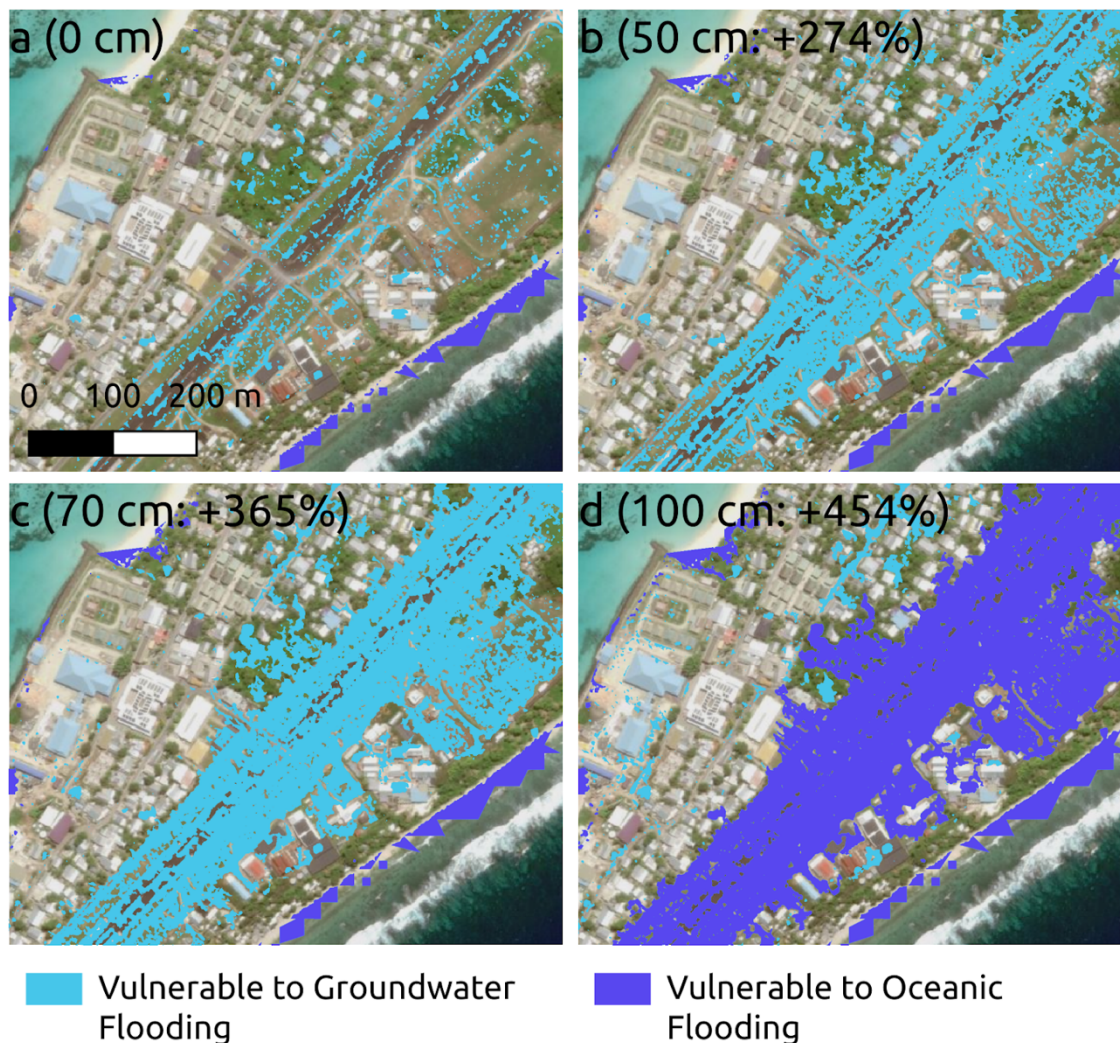 a (0 cm)
b (50 cm: +274%)
0 100 200 m
c (70 cm: +365%)
d (100 cm: +454%)
Vulnerable to Groundwater
Flooding
Vulnerable to Oceanic
Flooding